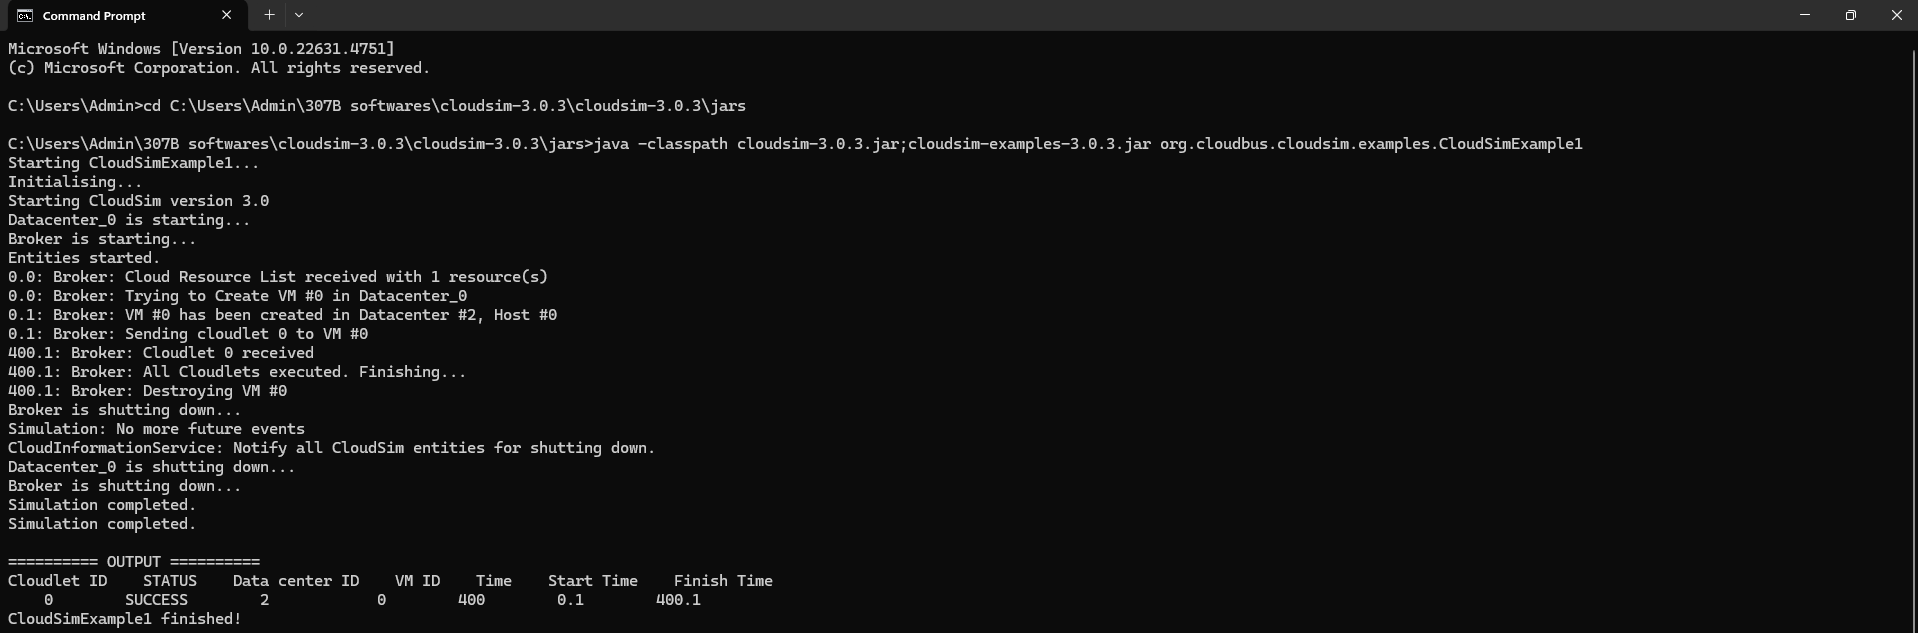 Command Prompt
Microsoft Windows [Version 10.0.22631.4751]
(c) Microsoft Corporation. All rights reserved.
C:\Users\Admin>cd C:\Users\Admin\307B softwares\cloudsim-3.0.3\cloudsim-3.0.3\jars
C:\Users\Admin\307B softwares\cloudsim-3.0.3\cloudsim-3.0.3\jars>java -classpath cloudsim-3.0.3.jar;cloudsim-examples-3.0.3.jar org.cloudbus.cloudsim.examples.CloudSimExample1
Starting CloudSimExample1...
Initialising...
Starting CloudSim version 3.0
Datacenter_0 is starting...
Broker is starting...
Entities started.
0.0: Broker: Cloud Resource List received with 1 resource(s)
0.0: Broker: Trying to Create VM #0 in Datacenter_0
0.1: Broker: VM #0 has been created in Datacenter #2, Host #0
0.1: Broker: Sending cloudlet 0 to VM #0
400.1: Broker: Cloudlet 0 received
400.1: Broker: All Cloudlets executed. Finishing...
400.1: Broker: Destroying VM #0
Broker is shutting down...
Simulation: No more future events
CloudInformationService: Notify all CloudSim entities for shutting down.
Datacenter_0 is shutting down...
Broker is shutting down...
Simulation completed.
Simulation completed.
========== OUTPUT ==========
Cloudlet ID    STATUS    Data center ID    VM ID    Time    Start Time    Finish Time
    0        SUCCESS        2            0        400        0.1        400.1
CloudSimExample1 finished!